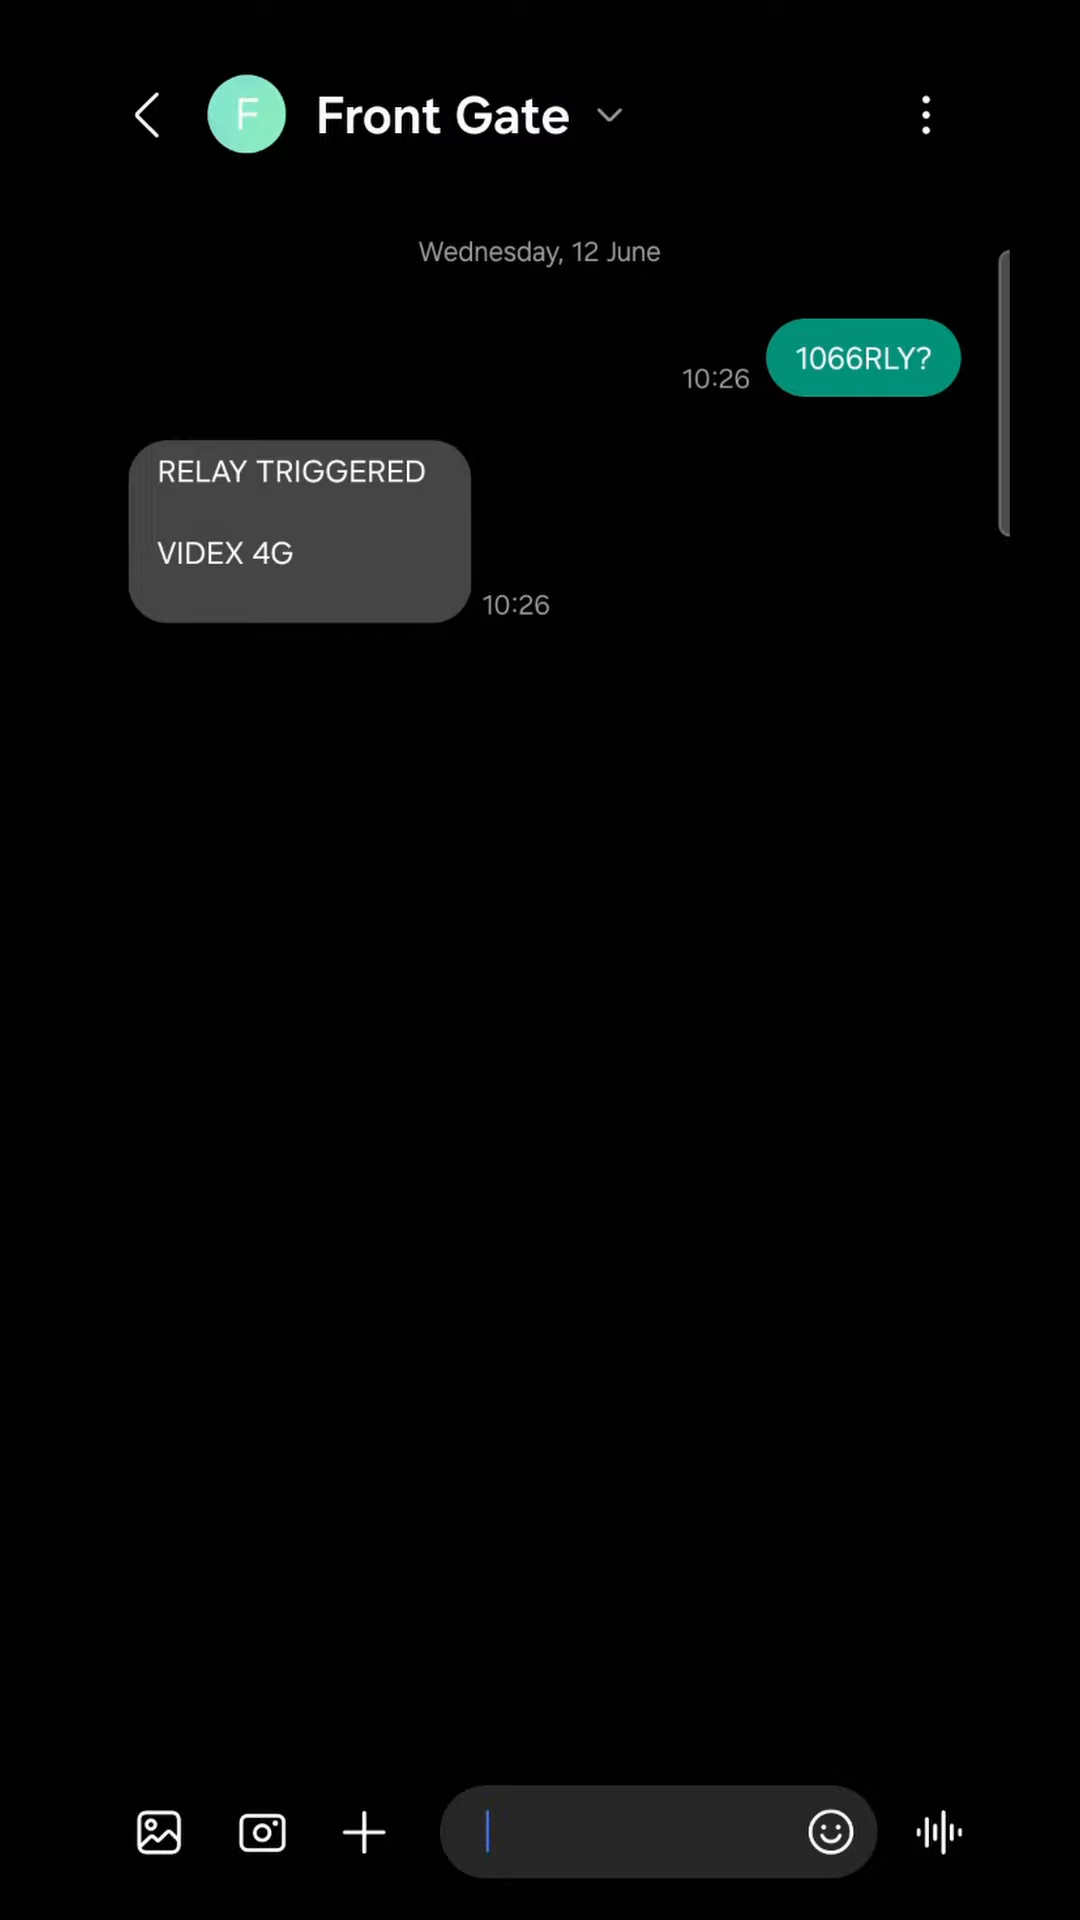 F
Front Gate
Wednesday, 12 June
1066RLY?
10:26
RELAY TRIGGERED
VIDEX 4G
10:26